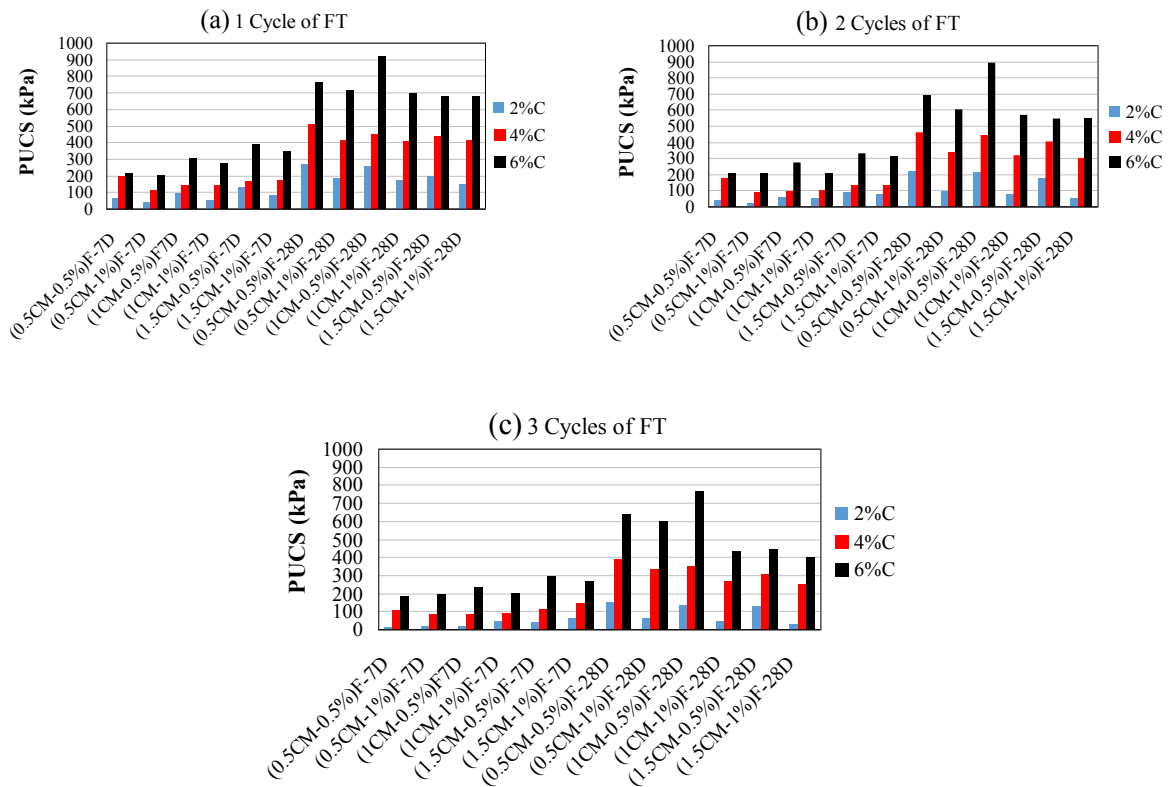 (a) 1 Cycle of FT
PUCS (kPa)
1000
900
800
700
600
500
400
300
200
100
0
(0.5CM-0.5%)F-7D
(0.5CM-1%)F-7D
(1CM-0.5%)F7D
(1CM-1%)F-7D
(1.5CM-0.5%)F-7D
(1.5CM-1%)F-7D
(0.5CM-0.5%)F-28D
(0.5CM-1%)F-28D
(1CM-0.5%)F-28D
(1CM-1%)F-28D
(1.5CM-0.5%)F-28D
(1.5CM-1%)F-28D
2%C
4%C
6%C
(b) 2 Cycles of FT
PUCS (kPa)
1000
900
800
700
600
500
400
300
200
100
0
(0.5CM-0.5%)F-7D
(0.5CM-1%)F-7D
(1CM-0.5%)F7D
(1CM-1%)F-7D
(1.5CM-0.5%)F-7D
(1.5CM-1%)F-7D
(0.5CM-0.5%)F-28D
(0.5CM-1%)F-28D
(1CM-0.5%)F-28D
(1CM-1%)F-28D
(1.5CM-0.5%)F-28D
(1.5CM-1%)F-28D
2%C
4%C
6%C
(c) 3 Cycles of FT
PUCS (kPa)
1000
900
800
700
600
500
400
300
200
100
0
(0.5CM-0.5%)F-7D
(0.5CM-1%)F-7D
(1CM-0.5%)F7D
(1CM-1%)F-7D
(1.5CM-0.5%)F-7D
(1.5CM-1%)F-7D
(0.5CM-0.5%)F-28D
(0.5CM-1%)F-28D
(1CM-0.5%)F-28D
(1CM-1%)F-28D
(1.5CM-0.5%)F-28D
(1.5CM-1%)F-28D
2%C
4%C
6%C